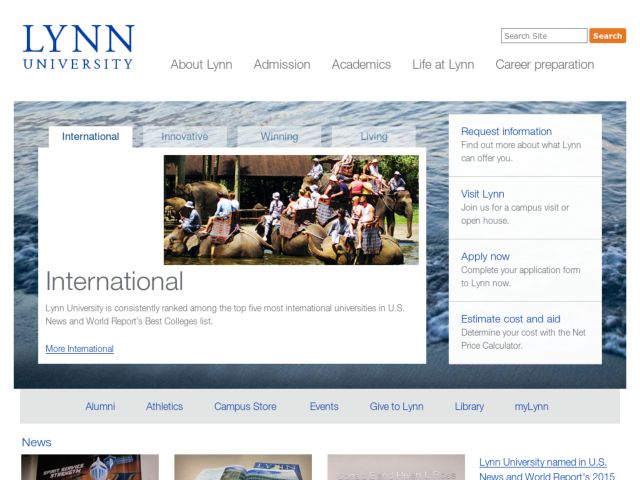 LYNN
UNIVERSITY
Search Site
Search
About Lynn Admission Academics Life at Lynn Career preparation
International Innovative Winning Living
International
Lynn University is consistently ranked among the top five most international universities in U.S.
News and World Report's Best Colleges list.
More International
Request information
Find out more about what Lynn
can offer you.
Visit Lynn
Join us for a campus visit or
open house.
Apply now
Complete your application form
to Lynn now.
Estimate cost and aid
Determine your cost with the Net
Price Calculator.
Alumni Athletics Campus Store Events Give to Lynn Library myLynn
News
SPIRIT SERVICE
STRENGTH
LYNN
Lynn University named in U.S.
News and World Report's 2015